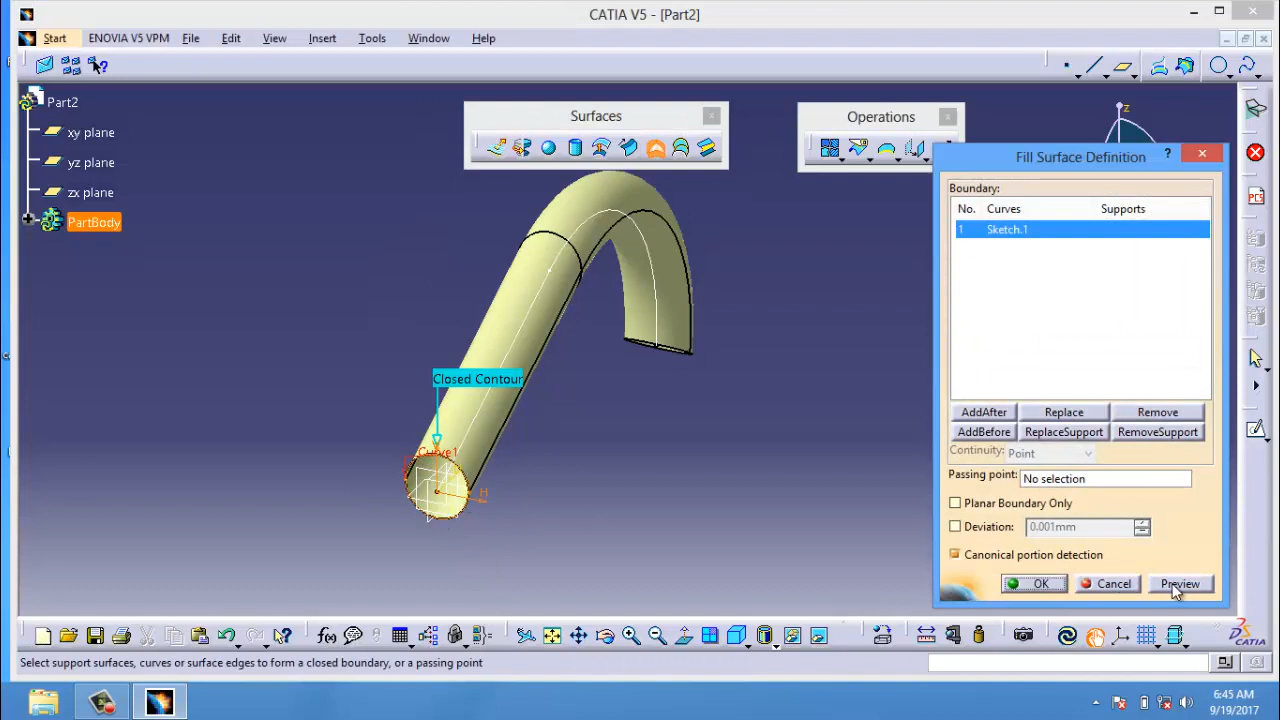 CATIA V5 - [Part2]
Start ENOVIA V5 VPM File Edit View Insert Tools Window Help
Part2
xy plane
yz plane
zx plane
PartBody
Surfaces
Operations
z
Closed Contour
Curve1
H
Fill Surface Definition ?
Boundary:
No. Curves Supports
1 Sketch.1
AddAfter Replace Remove
AddBefore ReplaceSupport RemoveSupport
Continuity: Point
Passing point: No selection
Planar Boundary Only
Deviation: 0.001mm
Canonical portion detection
OK Cancel Preview
PCS
f(x)
CATIA
Select support surfaces, curves or surface edges to form a closed boundary, or a passing point
6:45 AM
9/19/2017